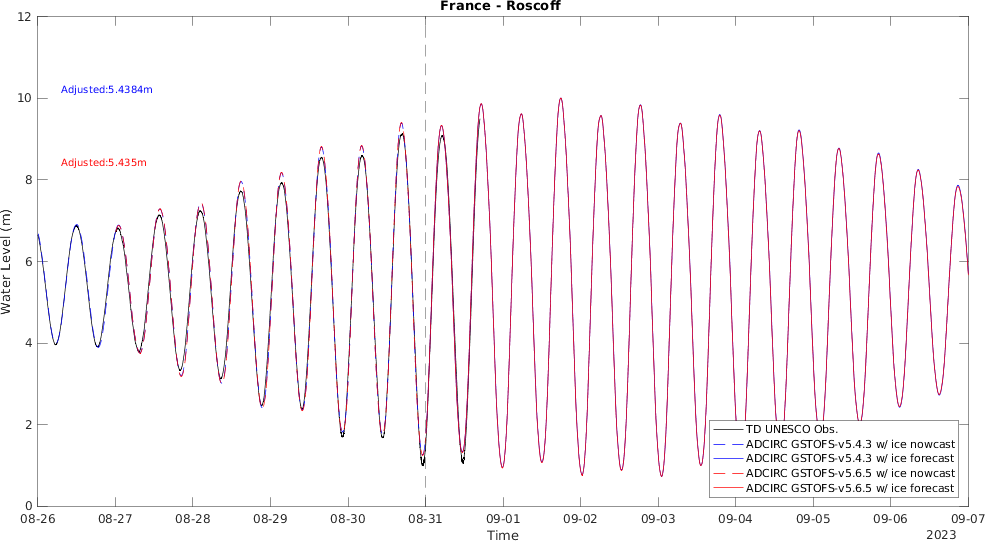 France - Roscoff
12
10
8
6
4
2
0
Water Level (m)
Adjusted:5.4384m
Adjusted:5.435m
TD UNESCO Obs.
ADCIRC GSTOFS-v5.4.3 w/ ice nowcast
ADCIRC GSTOFS-v5.4.3 w/ ice forecast
ADCIRC GSTOFS-v5.6.5 w/ ice nowcast
ADCIRC GSTOFS-v5.6.5 w/ ice forecast
08-26 08-27 08-28 08-29 08-30 08-31 09-01 09-02 09-03 09-04 09-05 09-06 09-07
Time
2023